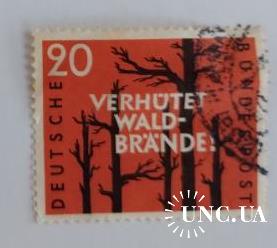 20
DEUTSCHE
BUNDESPOST
VERHÜTET
WALD-
BRÄNDE!
UNC.UA